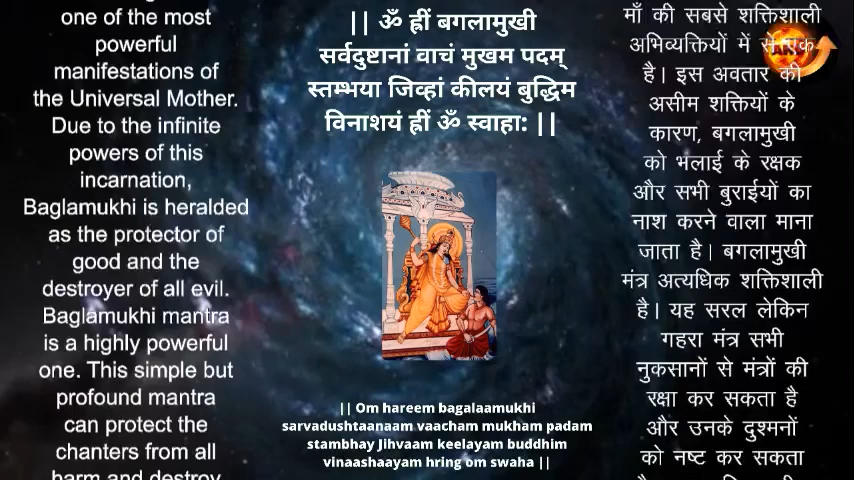 one of the most
powerful
manifestations of
the Universal Mother.
Due to the infinite
powers of this
incarnation,
Baglamukhi is heralded
as the protector of
good and the
destroyer of all evil.
Baglamukhi mantra
is a highly powerful
one. This simple but
profound mantra
can protect the
chanters from all
harm and destroy
|| ॐ ह्रीं बगलामुखी
सर्वदुष्टानां वाचं मुखम पदम्
स्तम्भया जिव्हां कीलयं बुद्धिम
विनाशयं ह्रीं ॐ स्वाहा: ||
|| Om hareem bagalaamukhi
sarvadushtaanaam vaacham mukham padam
stambhay Jihvaam keelayam buddhim
vinaashaayam hring om swaha ||
माँ की सबसे शक्तिशाली
अभिव्यक्तियों में से एक
है। इस अवतार की
असीम शक्तियों के
कारण, बगलामुखी
को भलाई के रक्षक
और सभी बुराईयों का
नाश करने वाला माना
जाता है। बगलामुखी
मंत्र अत्यधिक शक्तिशाली
है। यह सरल लेकिन
गहरा मंत्र सभी
नुकसानों से मंत्रों की
रक्षा कर सकता है
और उनके दुश्मनों
को नष्ट कर सकता